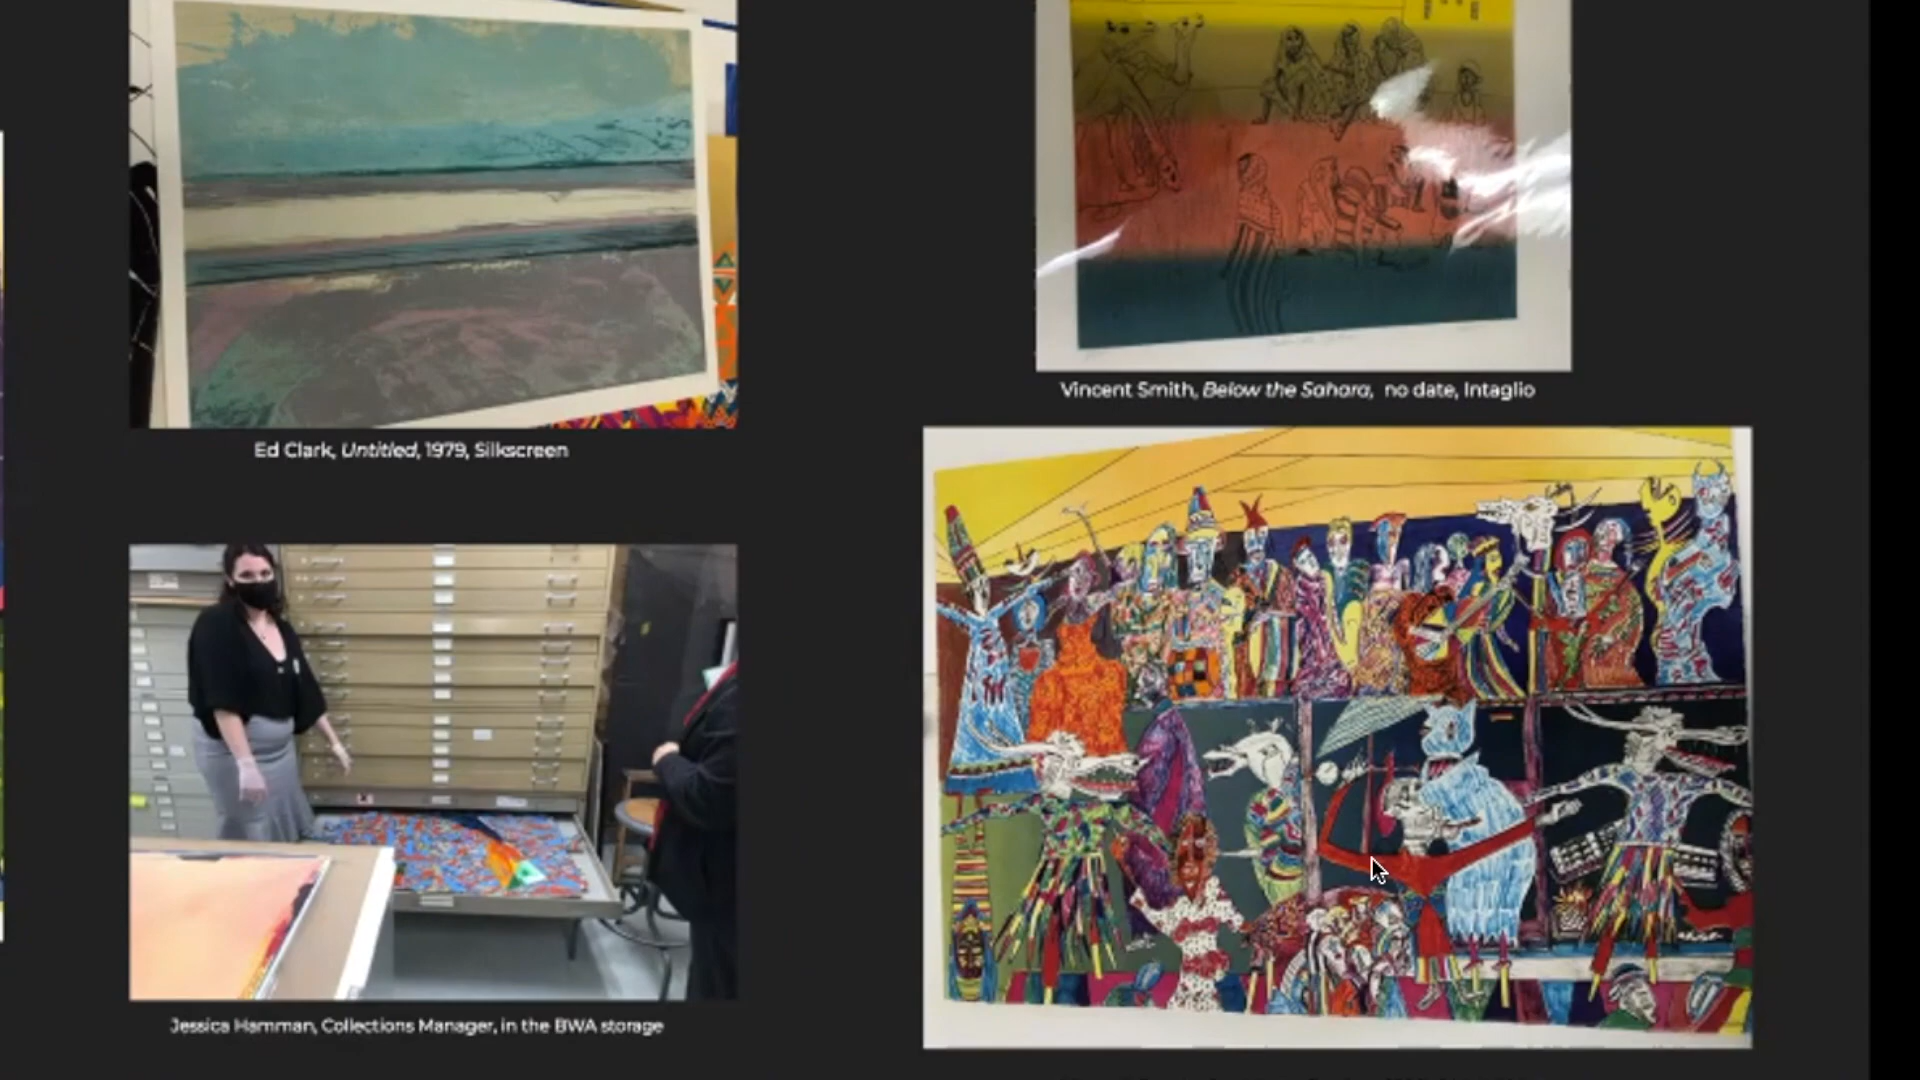 Ed Clark, Untitled, 1979, Silkscreen
Vincent Smith, Below the Sahara, no date, Intaglio
Jessica Hamman, Collections Manager, in the BWA storage